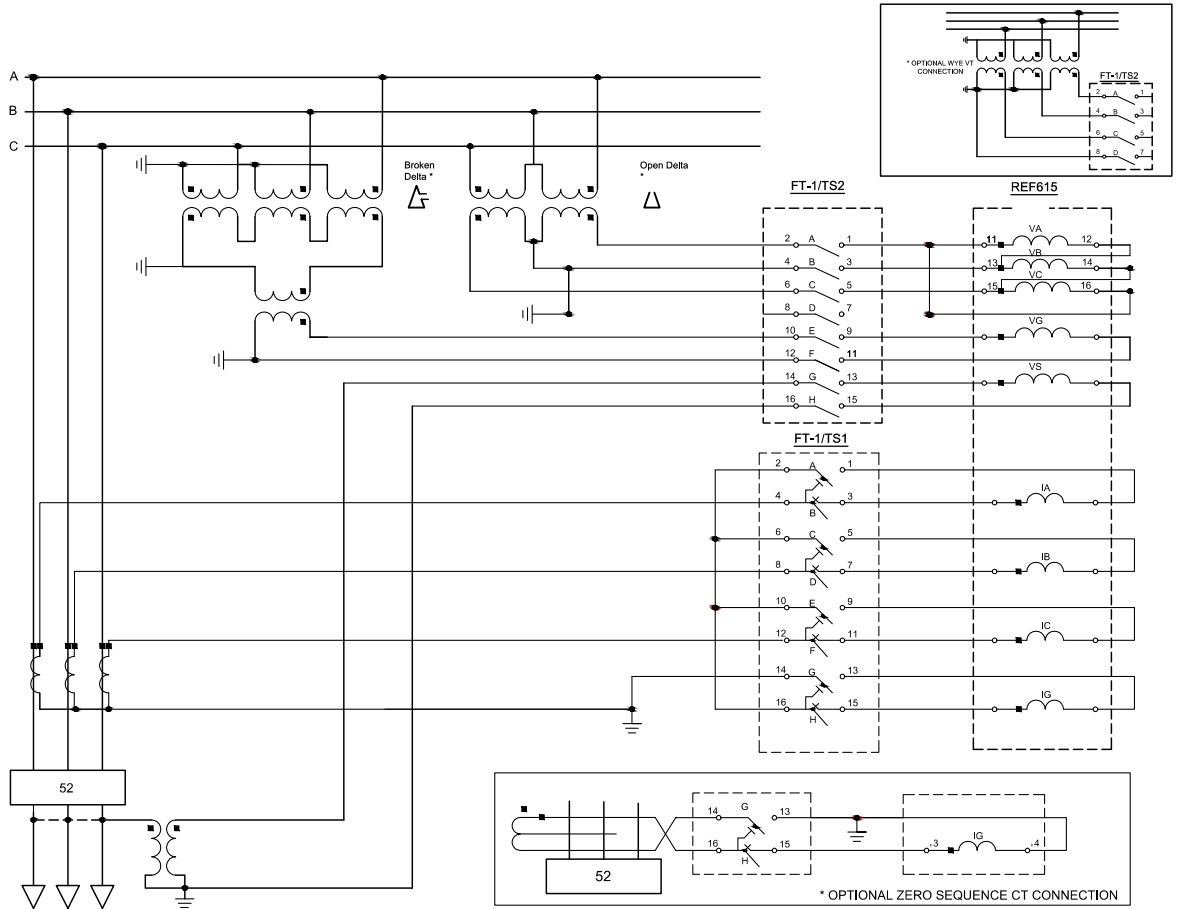 * OPTIONAL WYE VT
CONNECTION
FT-1/TS2
2 A 1
4 B 3
6 C 5
8 D 7
A
B
C
Broken
Delta *
Open Delta
*
FT-1/TS2
REF615
2 A 1
4 B 3
6 C 5
8 D 7
10 E 9
12 F 11
14 G 13
16 H 15
11 VA 12
13 VB 14
15 VC 16
VG
VS
FT-1/TS1
2 A 1
4 3
B
6 C 5
8 7
D
10 E 9
12 11
F
14 G 13
16 15
H
IA
IB
IC
IG
52
14 G 13
16 15
H
.3 IG .4
52
* OPTIONAL ZERO SEQUENCE CT CONNECTION